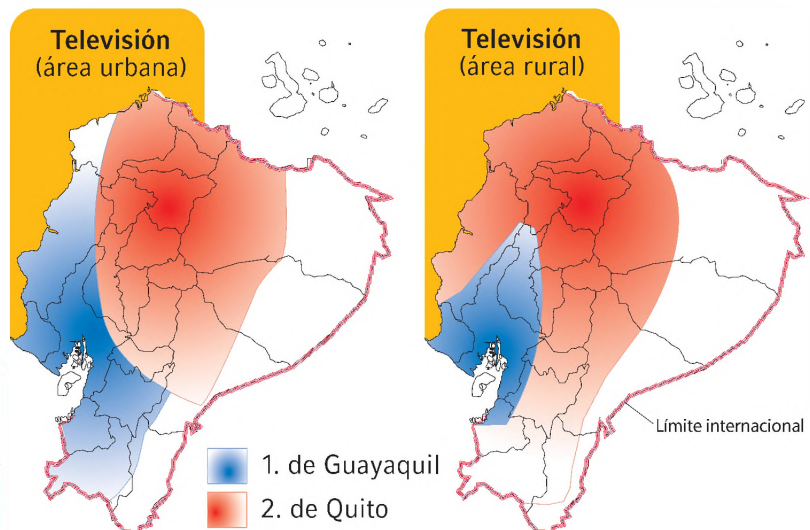 Televisión
(área urbana)
Televisión
(área rural)
Límite internacional
1. de Guayaquil
2. de Quito